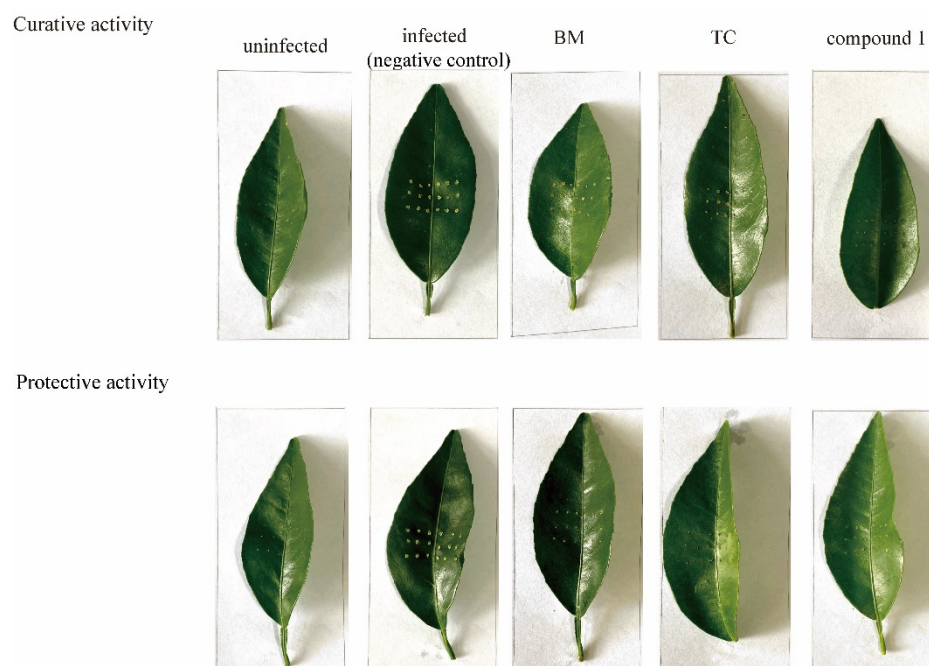 Curative activity
uninfected
infected
(negative control)
BM
TC
compound 1
Protective activity